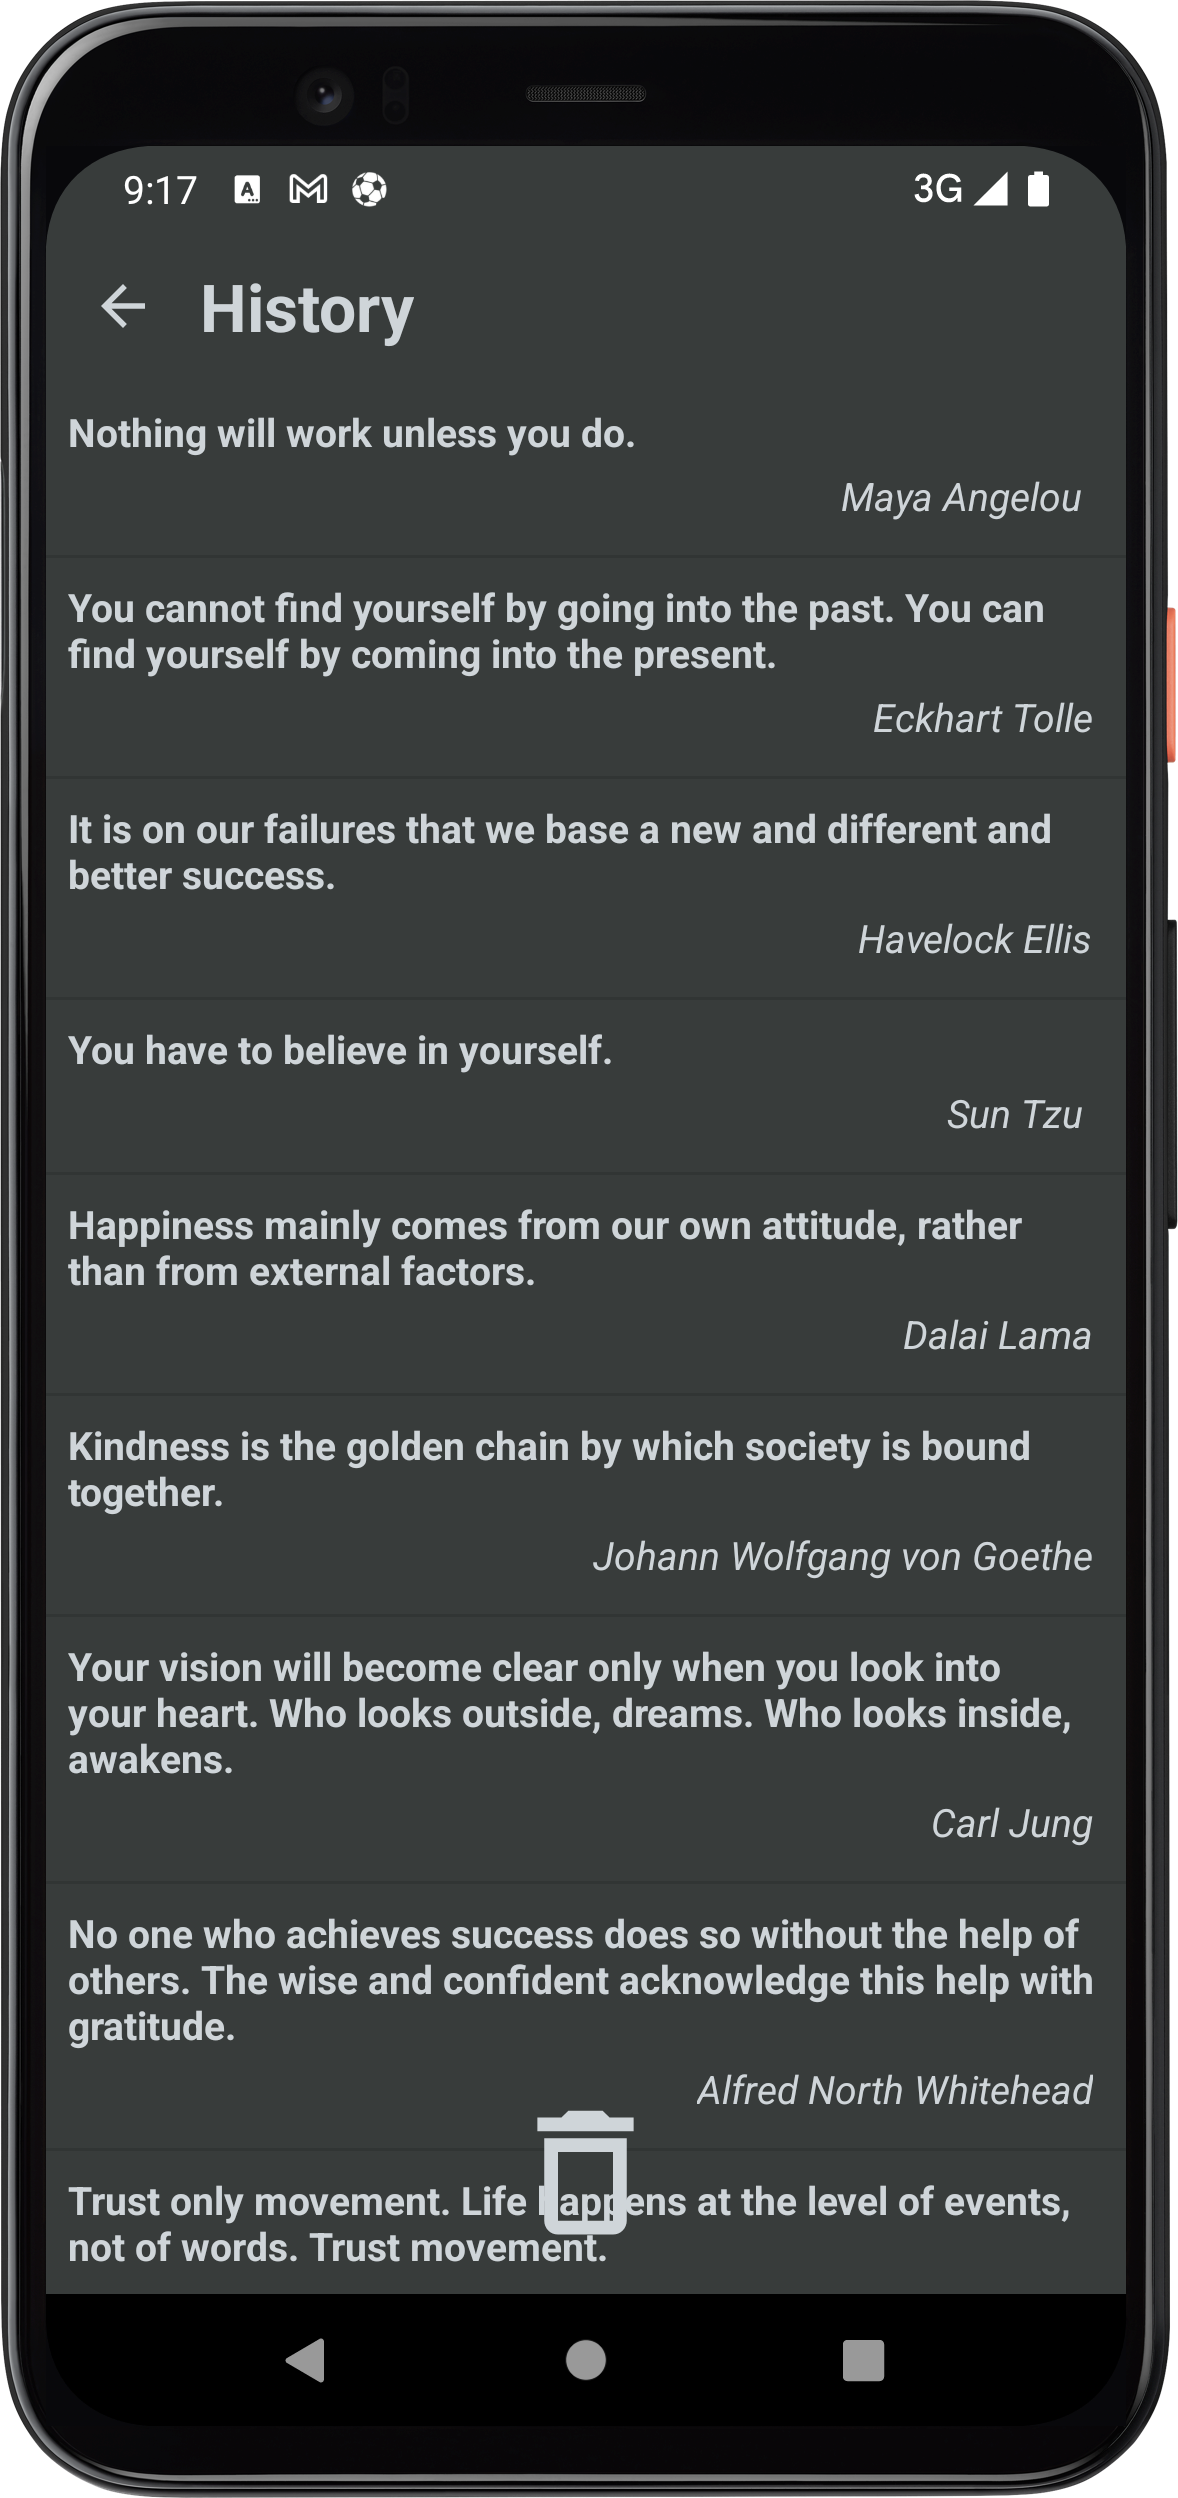 9:17
3G
History
Nothing will work unless you do.
Maya Angelou
You cannot find yourself by going into the past. You can
find yourself by coming into the present.
Eckhart Tolle
It is on our failures that we base a new and different and
better success.
Havelock Ellis
You have to believe in yourself.
Sun Tzu
Happiness mainly comes from our own attitude, rather
than from external factors.
Dalai Lama
Kindness is the golden chain by which society is bound
together.
Johann Wolfgang von Goethe
Your vision will become clear only when you look into
your heart. Who looks outside, dreams. Who looks inside,
awakens.
Carl Jung
No one who achieves success does so without the help of
others. The wise and confident acknowledge this help with
gratitude.
Alfred North Whitehead
Trust only movement. Life happens at the level of events,
not of words. Trust movement.